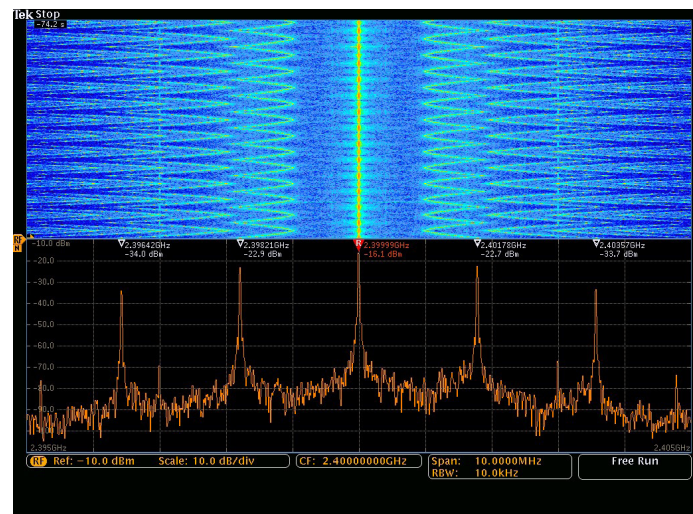 Tek Stop
-74.2 s
RF
-10.0 dBm
2.39642GHz
-34.0 dBm
2.39821GHz
-22.9 dBm
R
2.39999GHz
-16.1 dBm
2.40178GHz
-22.7 dBm
2.40357GHz
-33.7 dBm
-20.0
-30.0
-40.0
-50.0
-60.0
-70.0
-80.0
-90.0
2.395GHz
2.405GHz
RF Ref: -10.0 dBm Scale: 10.0 dB/div
CF: 2.40000000GHz
Span: 10.0000MHz
RBW: 10.0kHz
Free Run